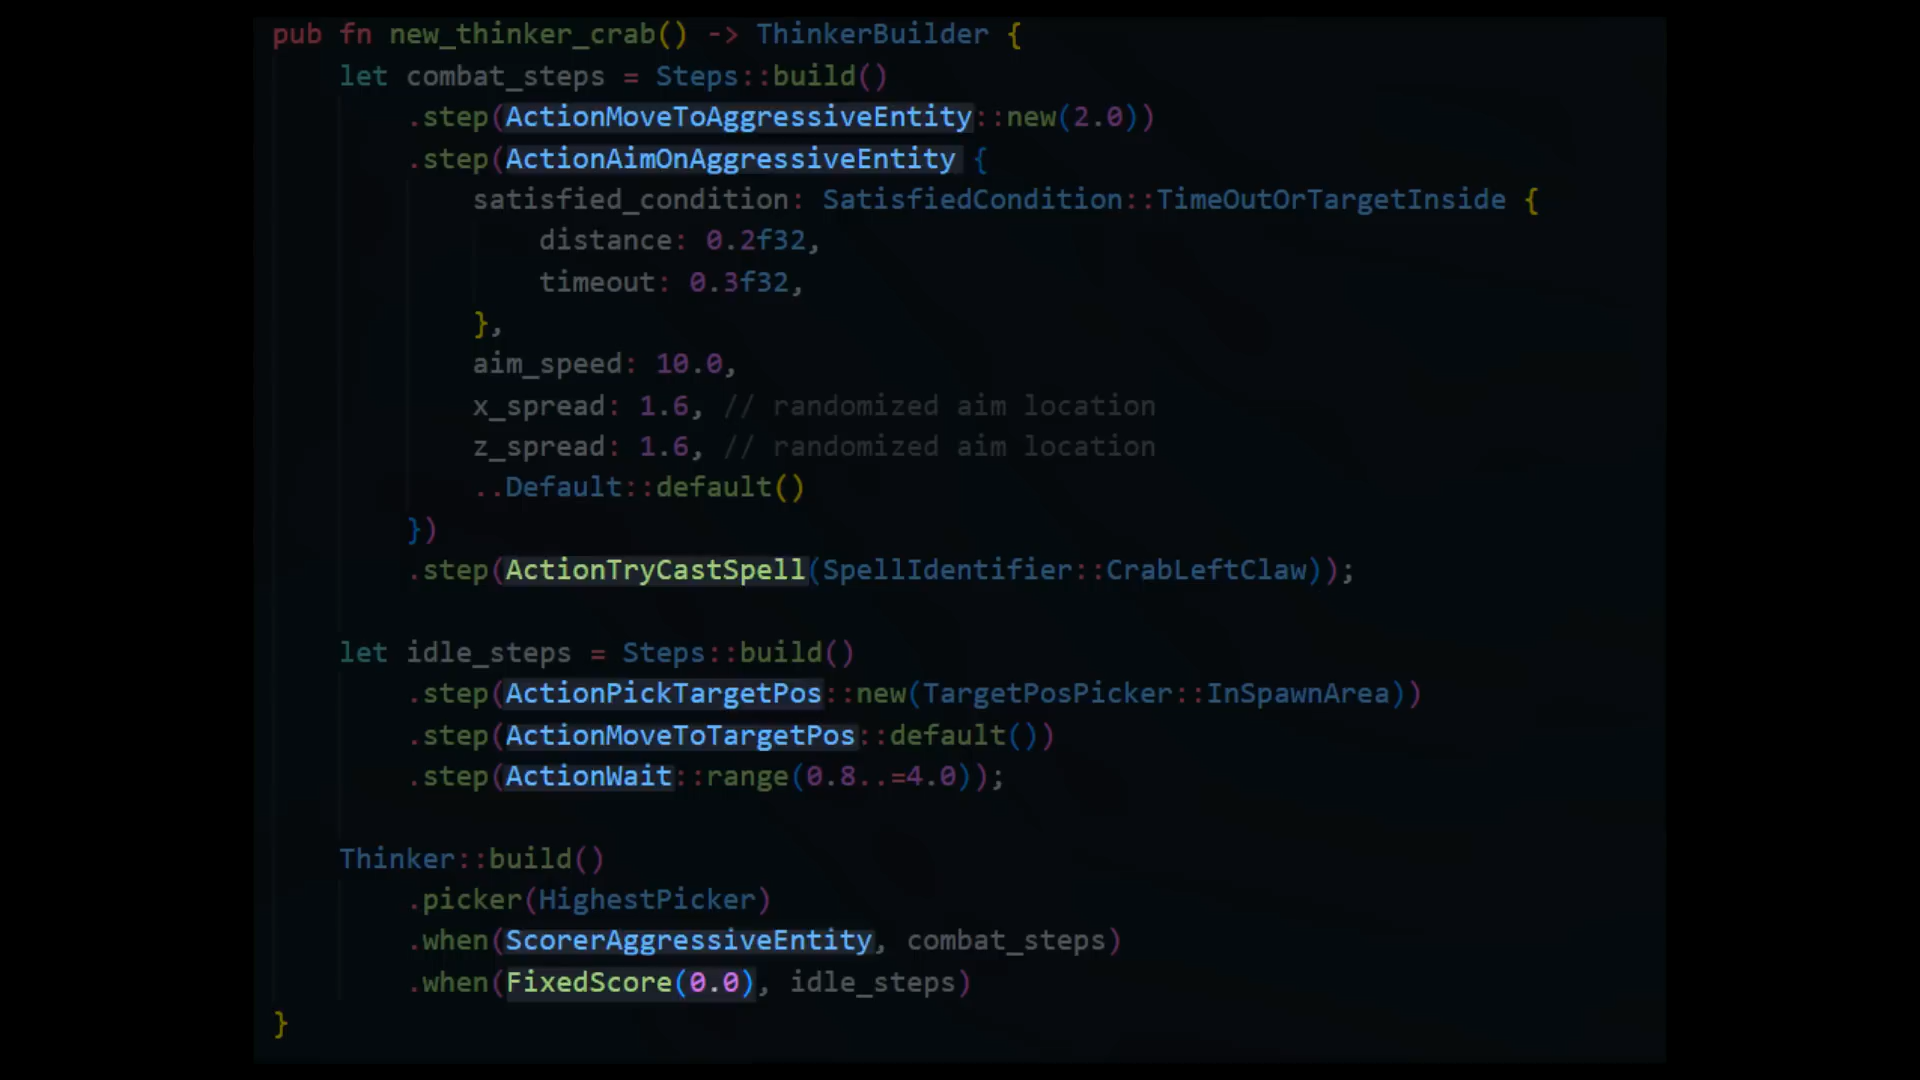 pub fn new_thinker_crab() -> ThinkerBuilder {
    let combat_steps = Steps::build()
        .step(ActionMoveToAggressiveEntity::new(2.0))
        .step(ActionAimOnAggressiveEntity {
            satisfied_condition: SatisfiedCondition::TimeOutOrTargetInside {
                distance: 0.2f32,
                timeout: 0.3f32,
            },
            aim_speed: 10.0,
            x_spread: 1.6, // randomized aim location
            z_spread: 1.6, // randomized aim location
            ..Default::default()
        })
        .step(ActionTryCastSpell(SpellIdentifier::CrabLeftClaw));

    let idle_steps = Steps::build()
        .step(ActionPickTargetPos::new(TargetPosPicker::InSpawnArea))
        .step(ActionMoveToTargetPos::default())
        .step(ActionWait::range(0.8..=4.0));

    Thinker::build()
        .picker(HighestPicker)
        .when(ScorerAggressiveEntity, combat_steps)
        .when(FixedScore(0.0), idle_steps)
}